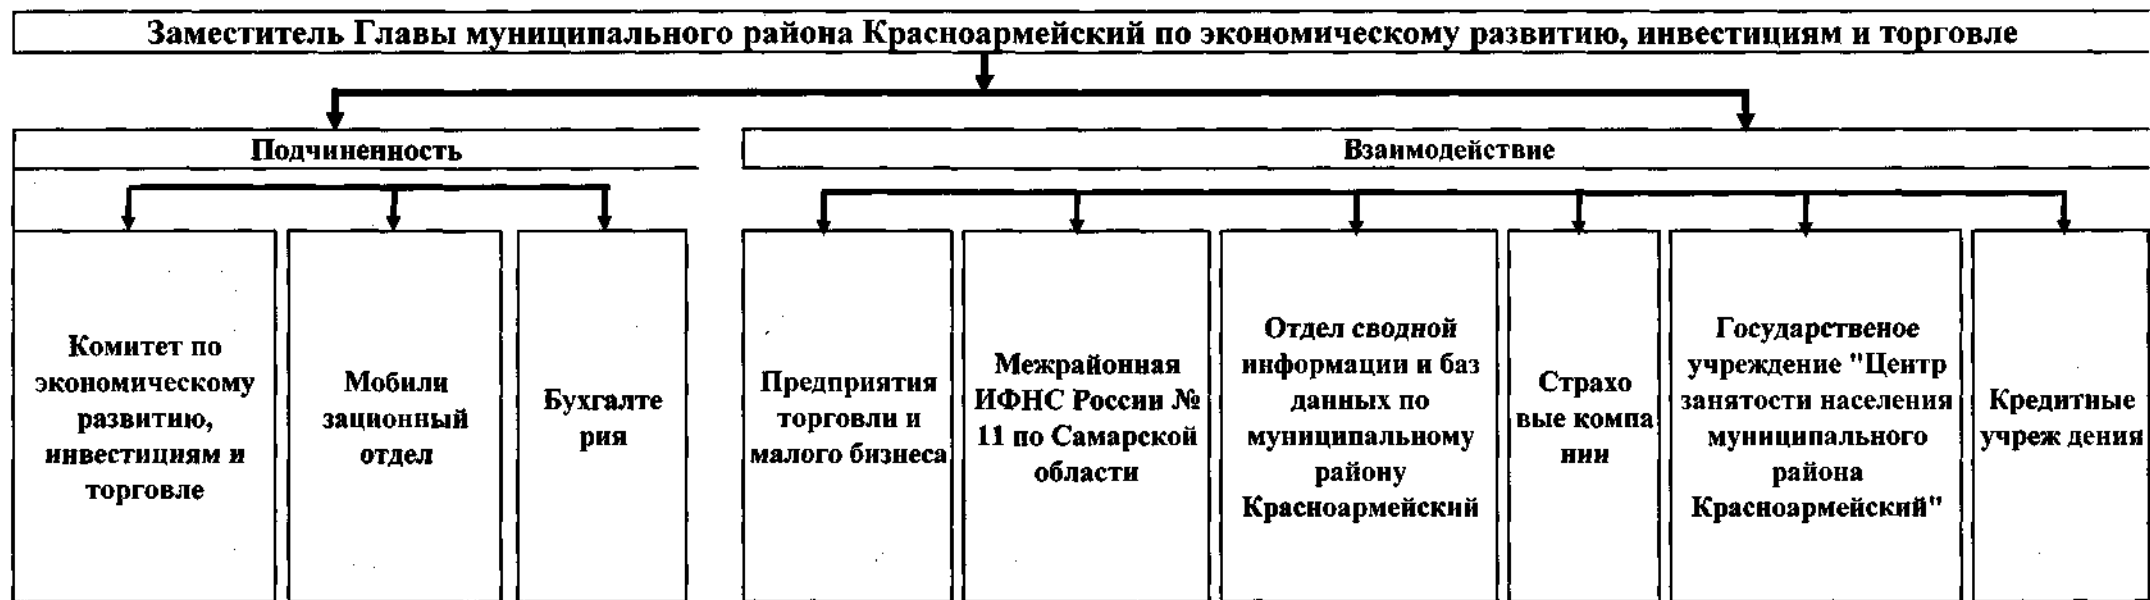 Заместитель Главы муниципального района Красноармейский по экономическому развитию, инвестициям и торговле
Подчиненность
Взаимодействие
Комитет по
экономическому
развитию,
инвестициям и
торговле
Мобили
зационный
отдел
Бухгалте
рия
Предприятия
торговли и
малого бизнеса
Межрайонная
ИФНС России №
11 по Самарской
области
Отдел сводной
информации и баз
данных по
муниципальному
району
Красноармейский
Страхо
вые компа
нии
Государственое
учреждение "Центр
занятости населения
муниципального
района
Красноармейский"
Кредитные
учреж дения